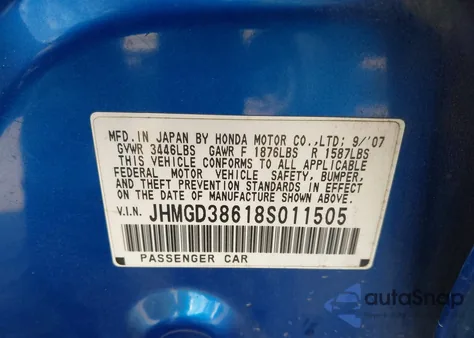 MFD. IN JAPAN BY HONDA MOTOR CO., LTD: 9/'07
GVWR 3446LBS GAWR F 1876LBS R 1587LBS
THIS VEHICLE CONFORMS TO ALL APPLICABLE
FEDERAL MOTOR VEHICLE SAFETY, BUMPER,
AND THEFT PREVENTION STANDARDS IN EFFECT
ON THE DATE OF MANUFACTURE SHOWN ABOVE.
V.I.N. JHMGD38618S011505
PASSENGER CAR
autoSnap